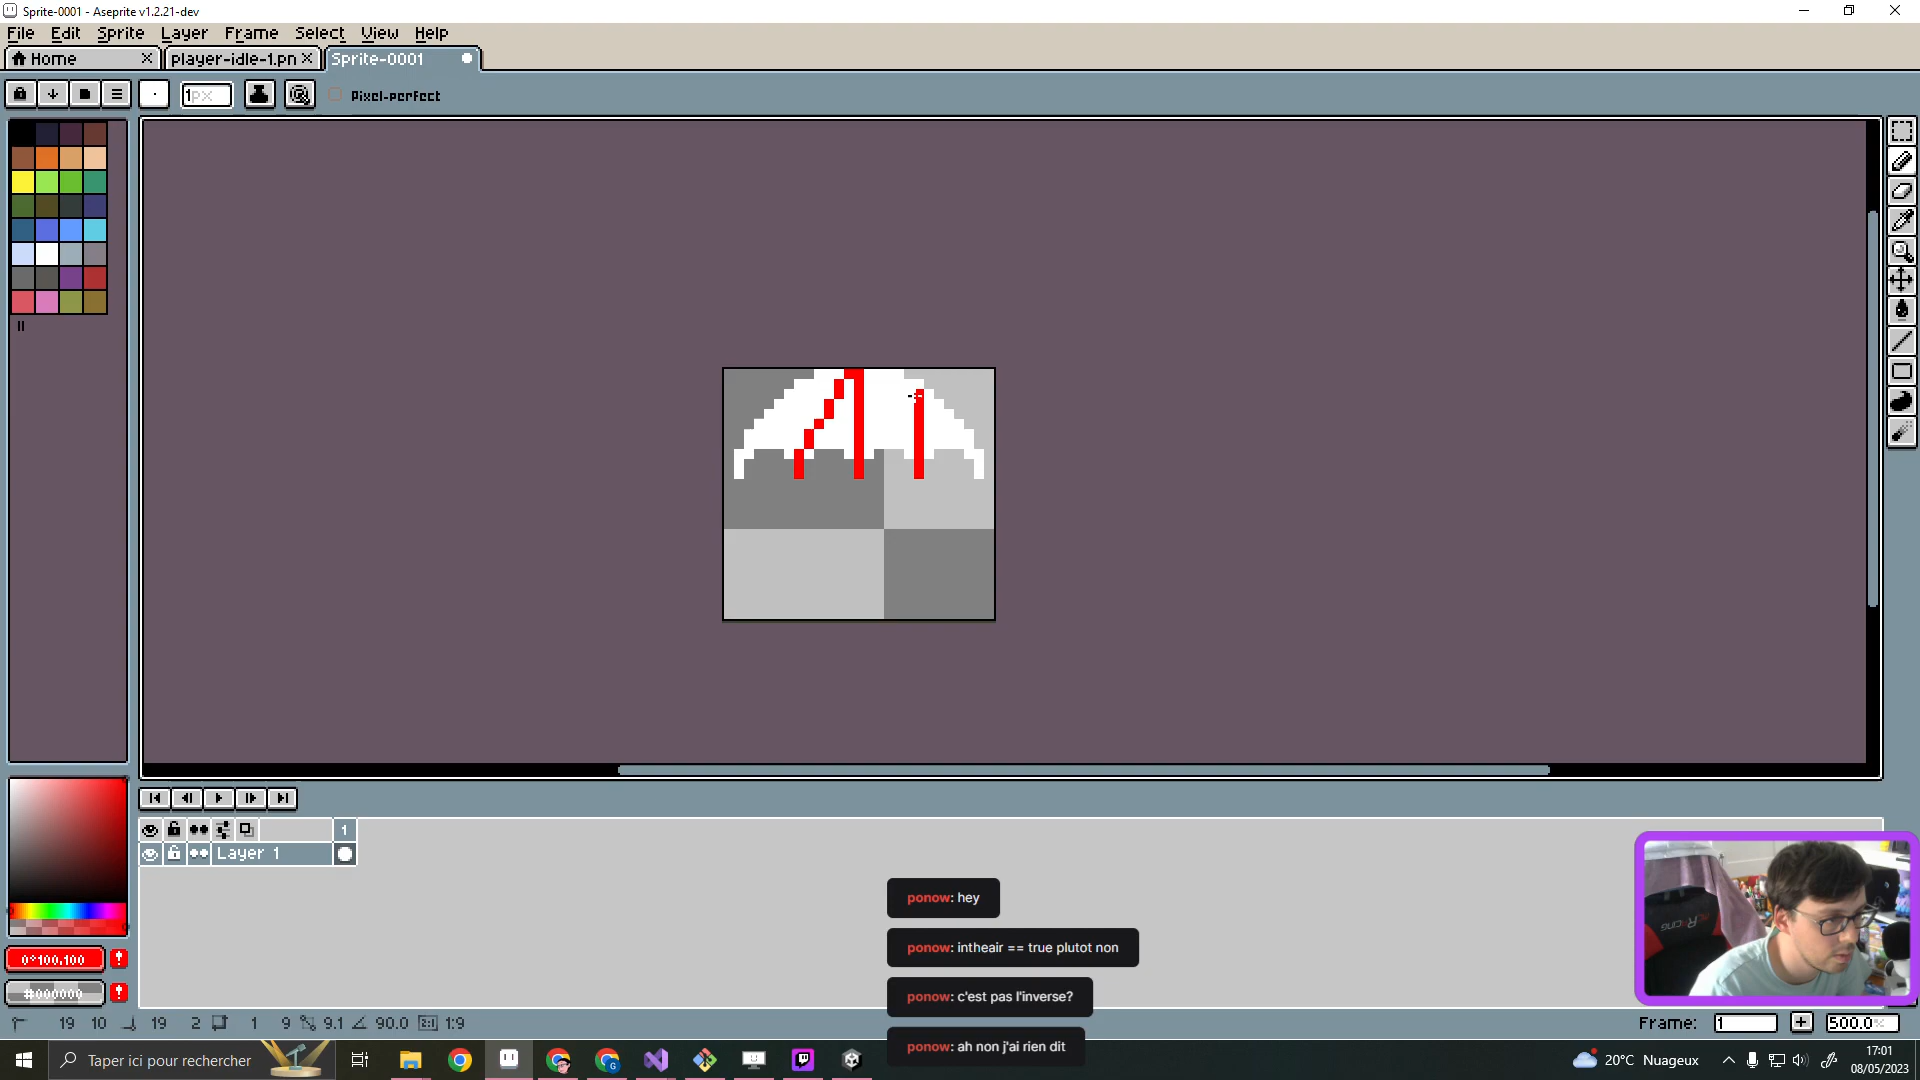 Sprite-0001 - Aseprite v1.2.21-dev
File Edit Sprite Layer Frame Select View Help
Home player-idle-1.pn Sprite-0001
1px Pixel-perfect
1
Layer 1
0°100,100
#000000
ponow: hey
ponow: intheair == true plutot non
ponow: c'est pas l'inverse?
ponow: ah non j'ai rien dit
19 10 19 2 1 9 9.1 90.0 2:1 1:9
Frame: 1 500.0%
Taper ici pour rechercher
20°C Nuageux
17:01
08/05/2023